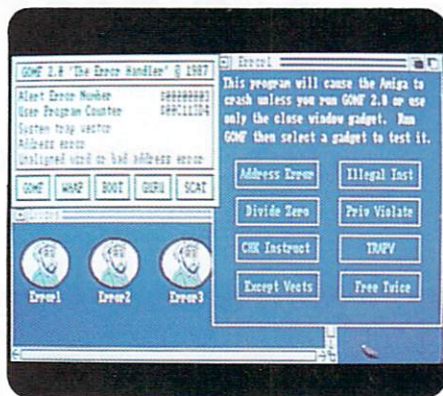 GOMF 2.0 'The Error Handler' © 1987
Alert Error Number
User Program Counter
System trap vector
Address error
Unaligned word or bad address error
GOMF
WHAP
BOOT
GURU
SCAT
Error1
Error2
Error3
Error1
This program will cause the Amiga to
crash unless you run GOMF 2.0 or use
only the close window gadget. Run
GOMF then select a gadget to test it.
Address Error
Illegal Inst
Divide Zero
Priv Violate
CHK Instruct
TRAPV
Except Vects
Free Twice